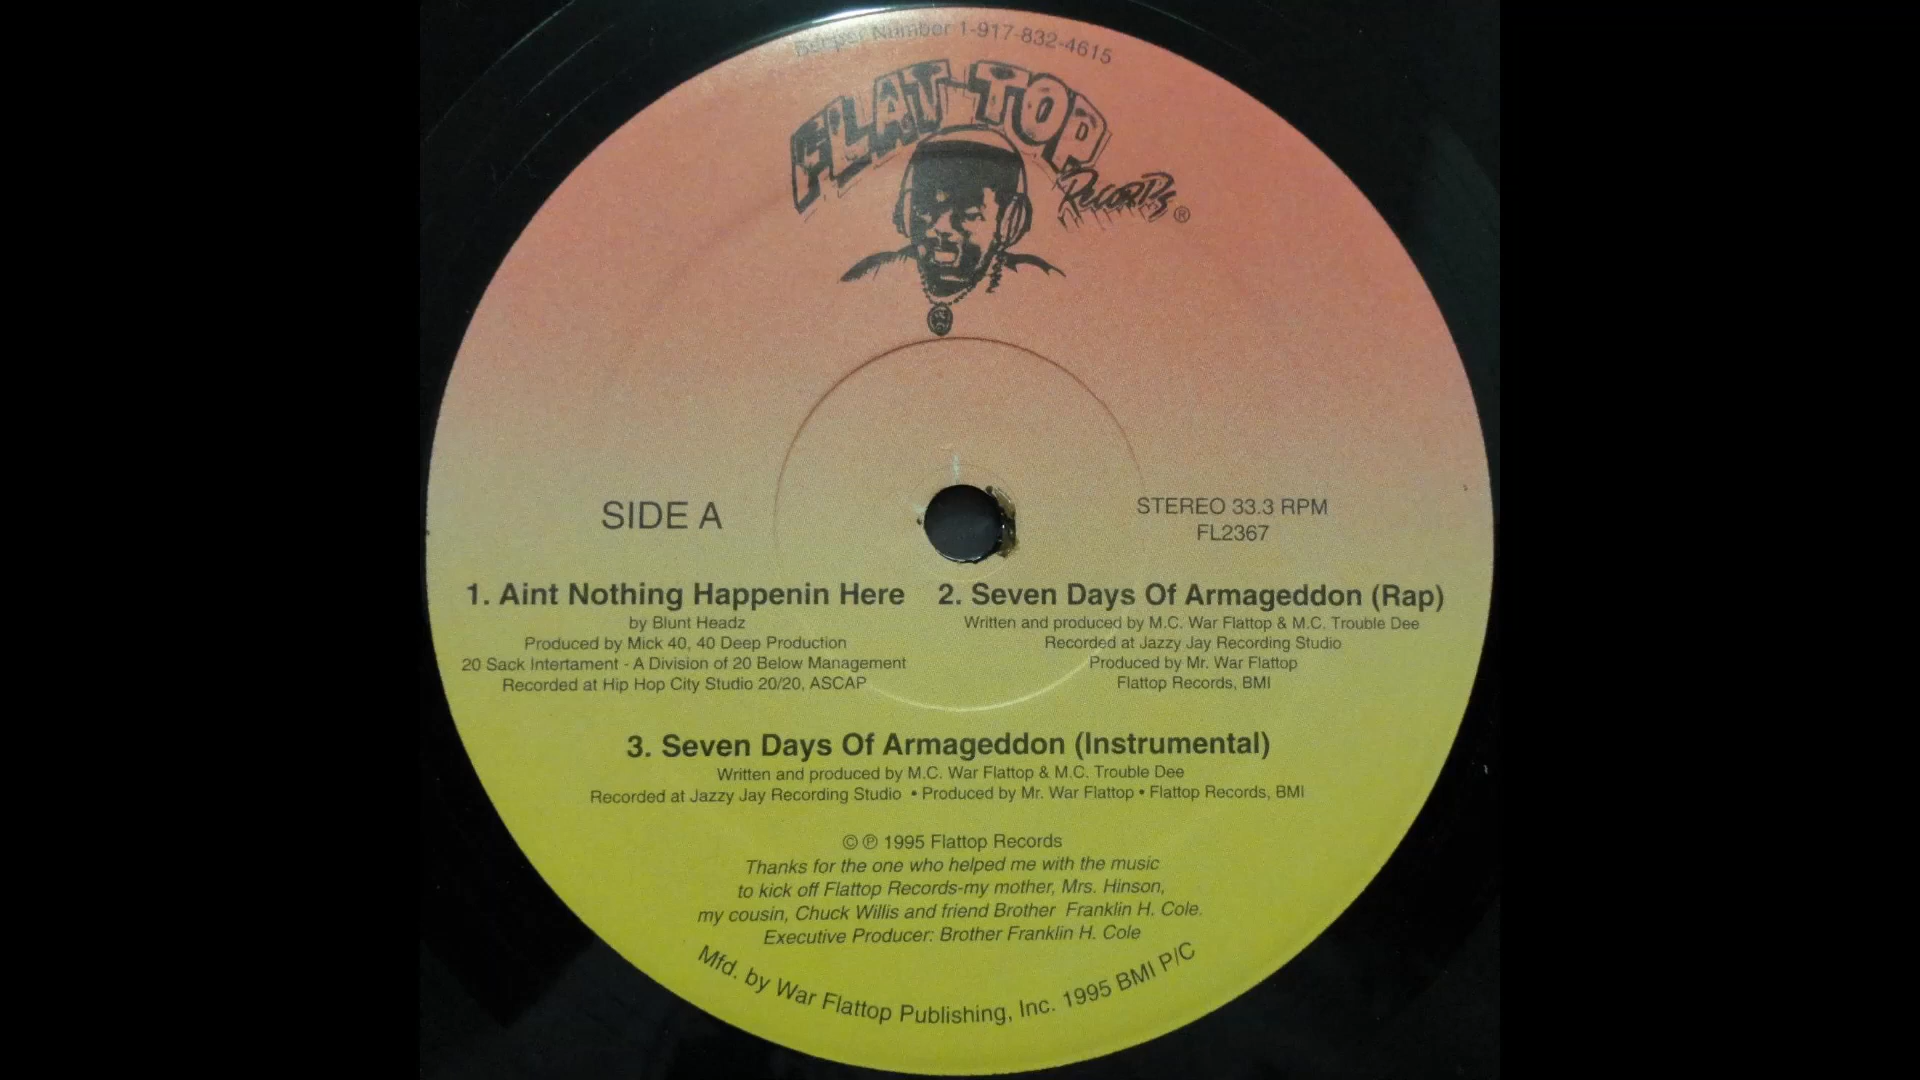 Beeper Number 1-917-832-4615
FLAT TOP
RECORDS ®
SIDE A
STEREO 33.3 RPM
FL2367
1. Aint Nothing Happenin Here
by Blunt Headz
Produced by Mick 40, 40 Deep Production
20 Sack Intertament - A Division of 20 Below Management
Recorded at Hip Hop City Studio 20/20, ASCAP
2. Seven Days Of Armageddon (Rap)
Written and produced by M.C. War Flattop & M.C. Trouble Dee
Recorded at Jazzy Jay Recording Studio
Produced by Mr. War Flattop
Flattop Records, BMI
3. Seven Days Of Armageddon (Instrumental)
Written and produced by M.C. War Flattop & M.C. Trouble Dee
Recorded at Jazzy Jay Recording Studio • Produced by Mr. War Flattop • Flattop Records, BMI
© ℗ 1995 Flattop Records
Thanks for the one who helped me with the music
to kick off Flattop Records-my mother, Mrs. Hinson,
my cousin, Chuck Willis and friend Brother Franklin H. Cole.
Executive Producer: Brother Franklin H. Cole
Mfd. by War Flattop Publishing, Inc. 1995 BMI P/C